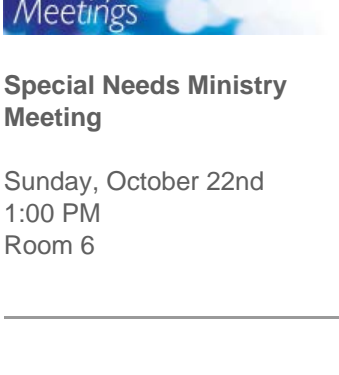 Meetings
Special Needs Ministry
Meeting
Sunday, October 22nd
1:00 PM
Room 6